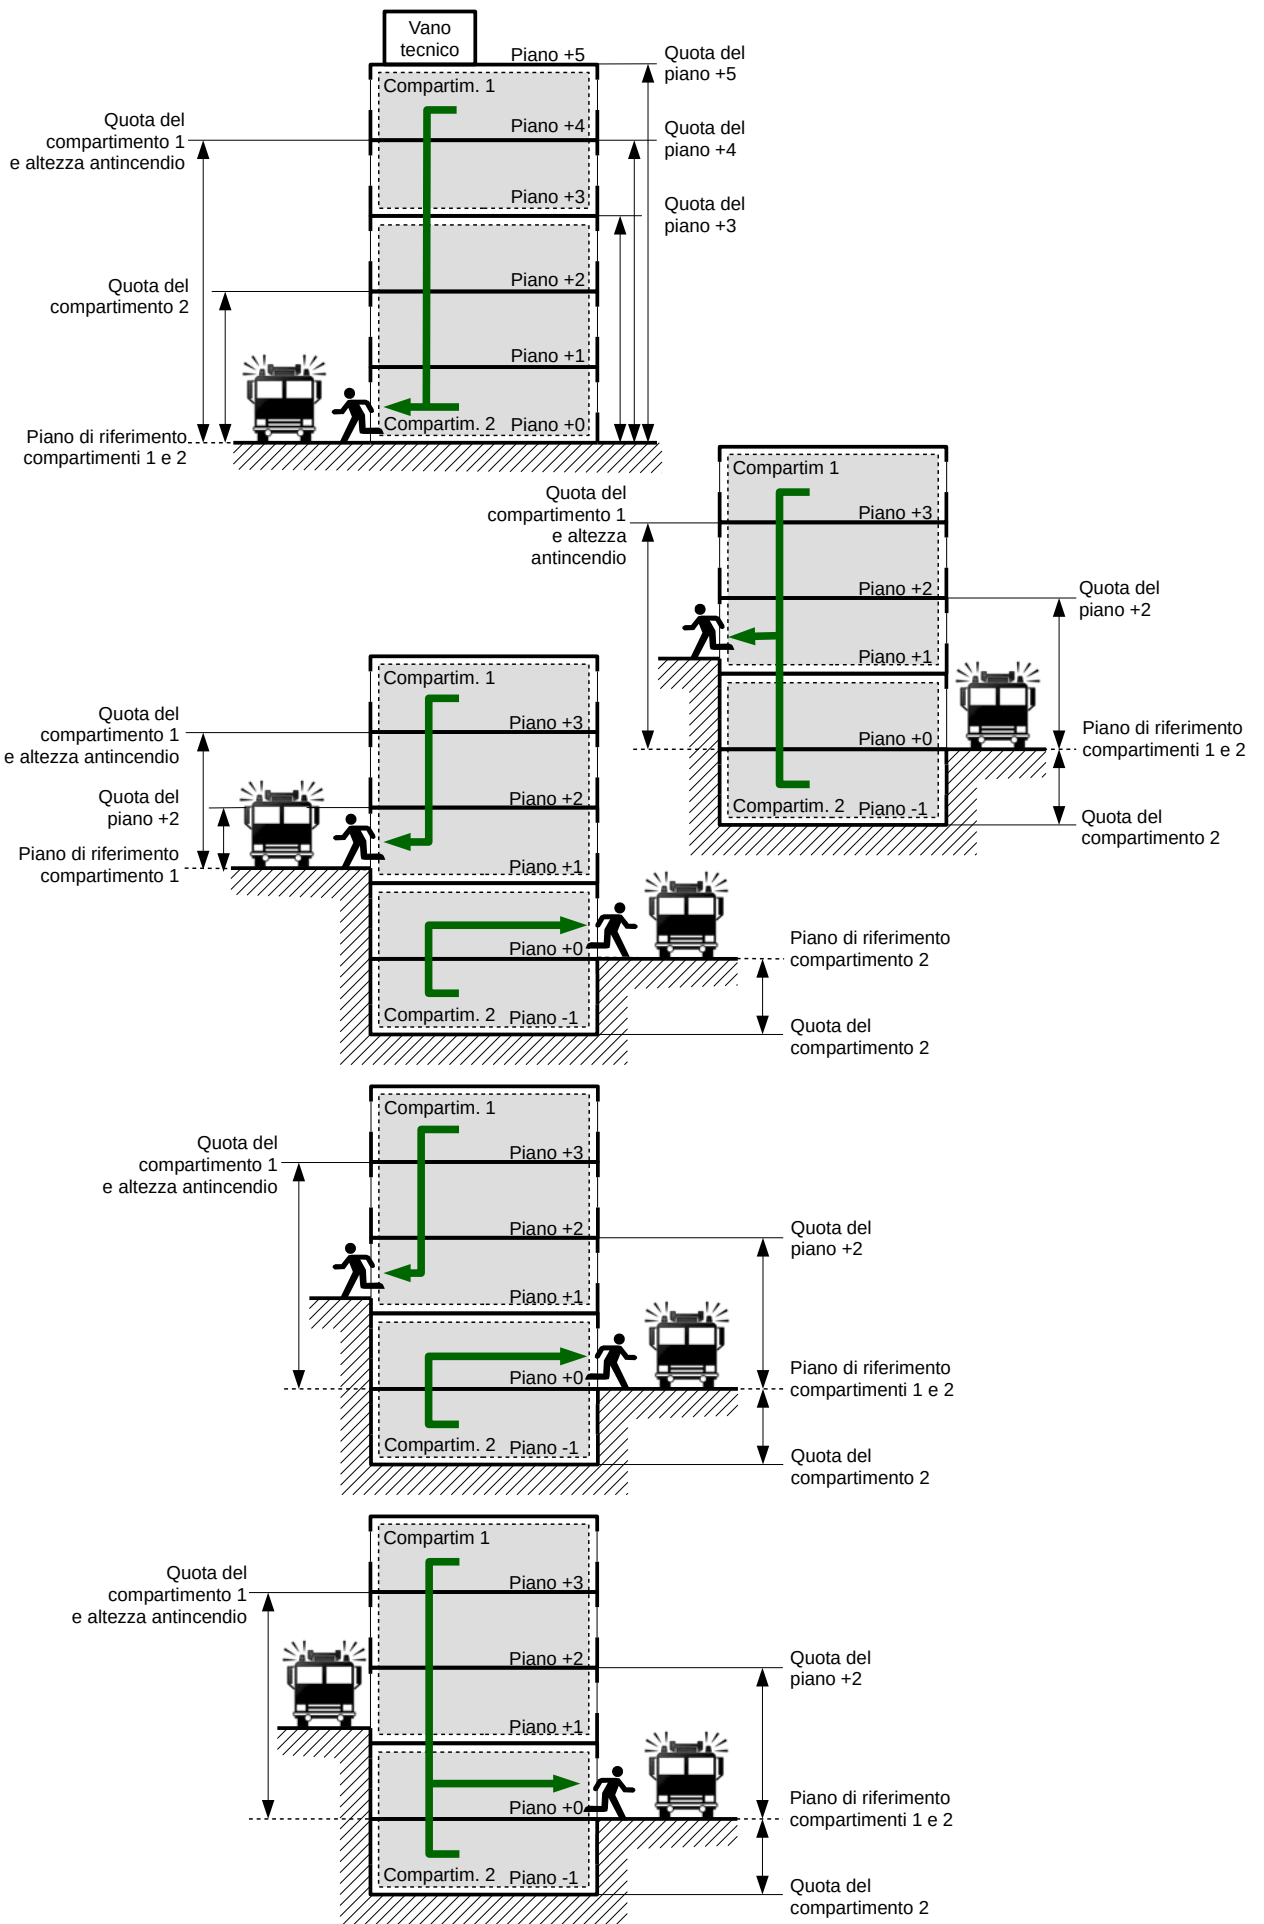 Vano
tecnico
Piano +5
Quota del
piano +5
Compartim. 1
Quota del
compartimento 1
e altezza antincendio
Piano +4
Quota del
piano +4
Piano +3
Quota del
piano +3
Quota del
compartimento 2
Piano +2
Piano +1
Compartim. 2
Piano +0
Piano di riferimento
compartimenti 1 e 2
Compartim 1
Quota del
compartimento 1
e altezza
antincendio
Piano +3
Piano +2
Quota del
piano +2
Piano +1
Piano +0
Piano di riferimento
compartimenti 1 e 2
Compartim. 2
Piano -1
Quota del
compartimento 2
Compartim. 1
Quota del
compartimento 1
e altezza antincendio
Piano +3
Quota del
piano +2
Piano +2
Piano di riferimento
compartimento 1
Piano +1
Piano +0
Piano di riferimento
compartimento 2
Compartim. 2
Piano -1
Quota del
compartimento 2
Compartim. 1
Quota del
compartimento 1
e altezza antincendio
Piano +3
Piano +2
Quota del
piano +2
Piano +1
Piano +0
Piano di riferimento
compartimenti 1 e 2
Compartim. 2
Piano -1
Quota del
compartimento 2
Compartim 1
Quota del
compartimento 1
e altezza antincendio
Piano +3
Piano +2
Quota del
piano +2
Piano +1
Piano +0
Piano di riferimento
compartimenti 1 e 2
Compartim. 2
Piano -1
Quota del
compartimento 2